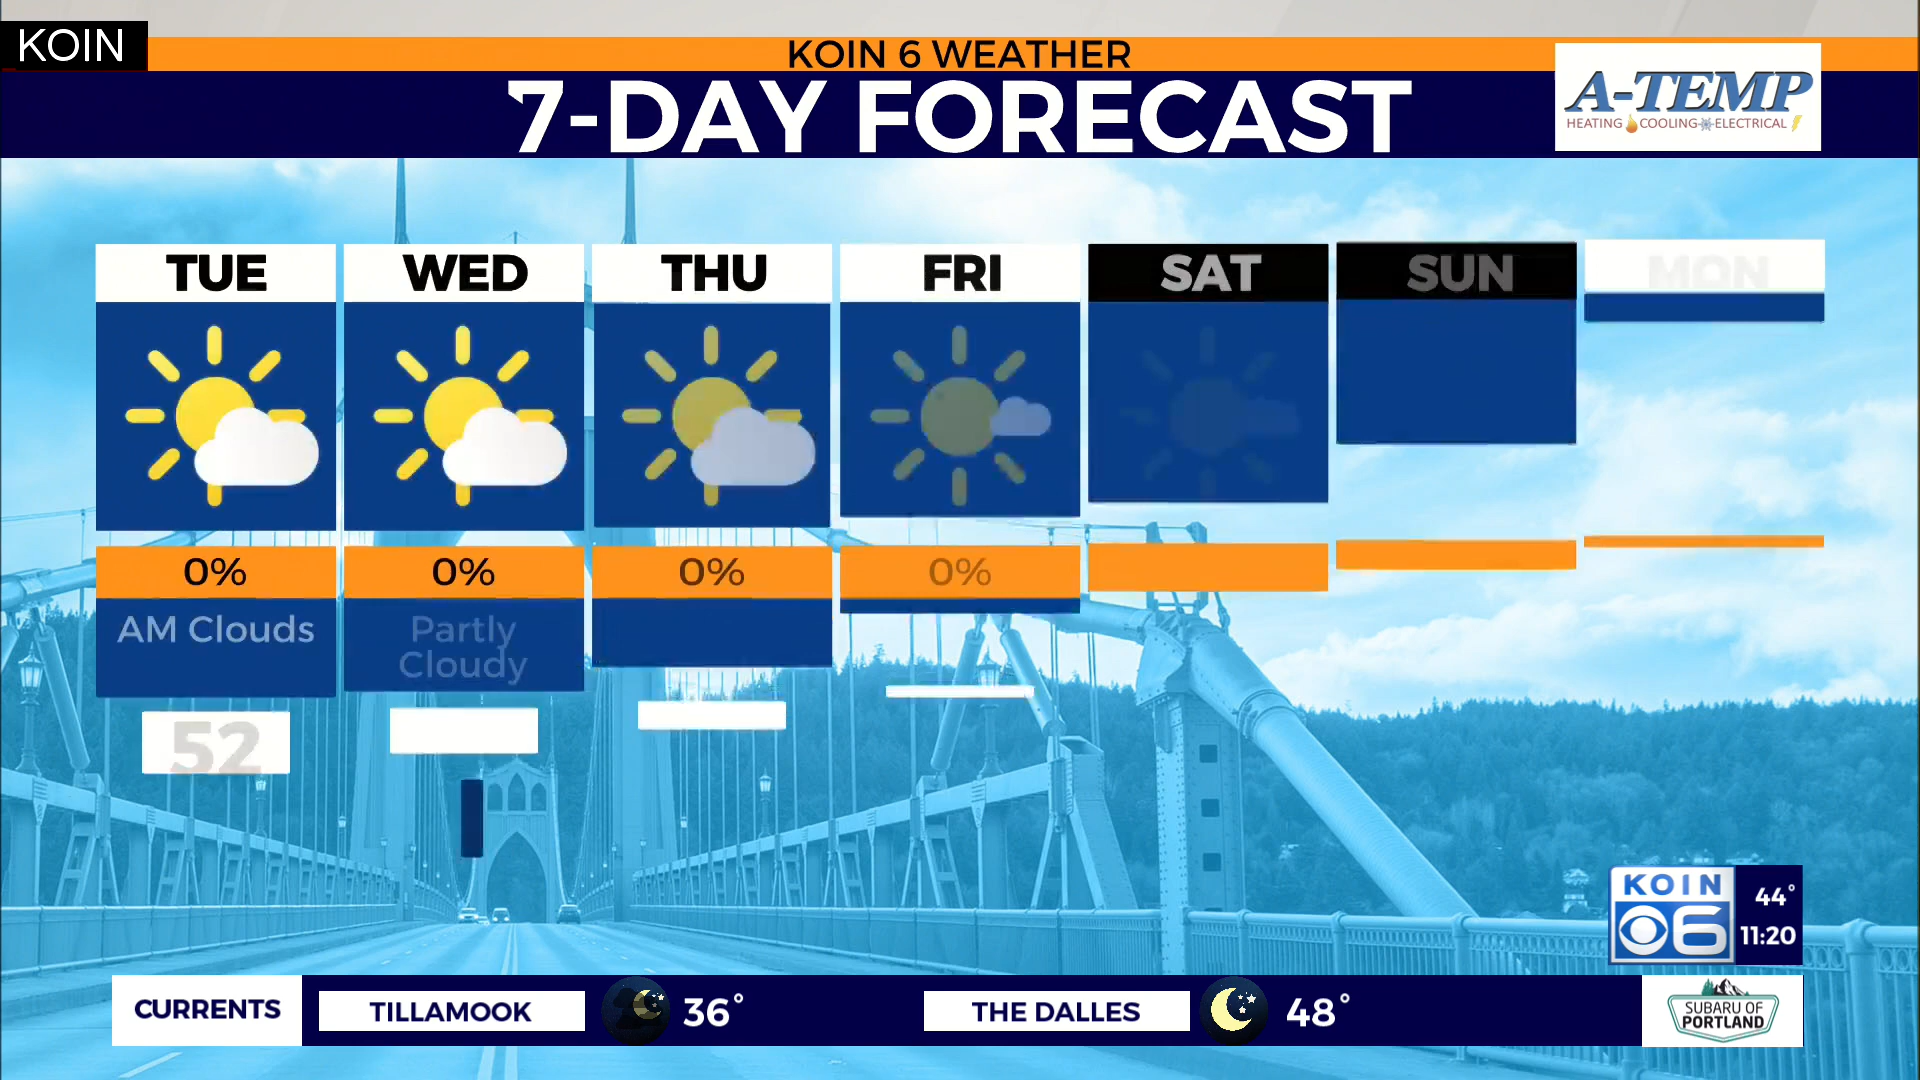 KOIN
KOIN 6 WEATHER
7-DAY FORECAST
A-TEMP
HEATING COOLING ELECTRICAL
TUE WED THU FRI SAT SUN MON
0% 0% 0% 0%
AM Clouds
Partly
Cloudy
52
KOIN
6
44°
11:20
CURRENTS TILLAMOOK 36° THE DALLES 48°
SUBARU OF
PORTLAND